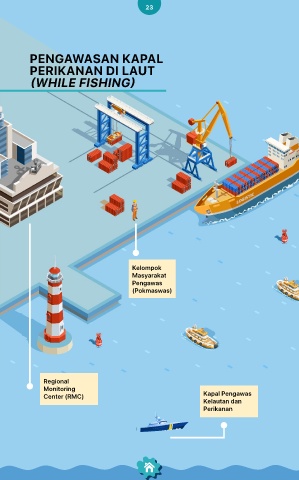 23
PENGAWASAN KAPAL
PERIKANAN DI LAUT
(WHILE FISHING)
Kelompok
Masyarakat
Pengawas
(Pokmaswas)
Regional
Monitoring
Center (RMC)
Kapal Pengawas
Kelautan dan
Perikanan